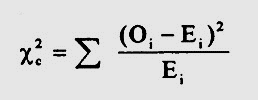 χ²c = ∑ (Oi − Ei)² / Ei